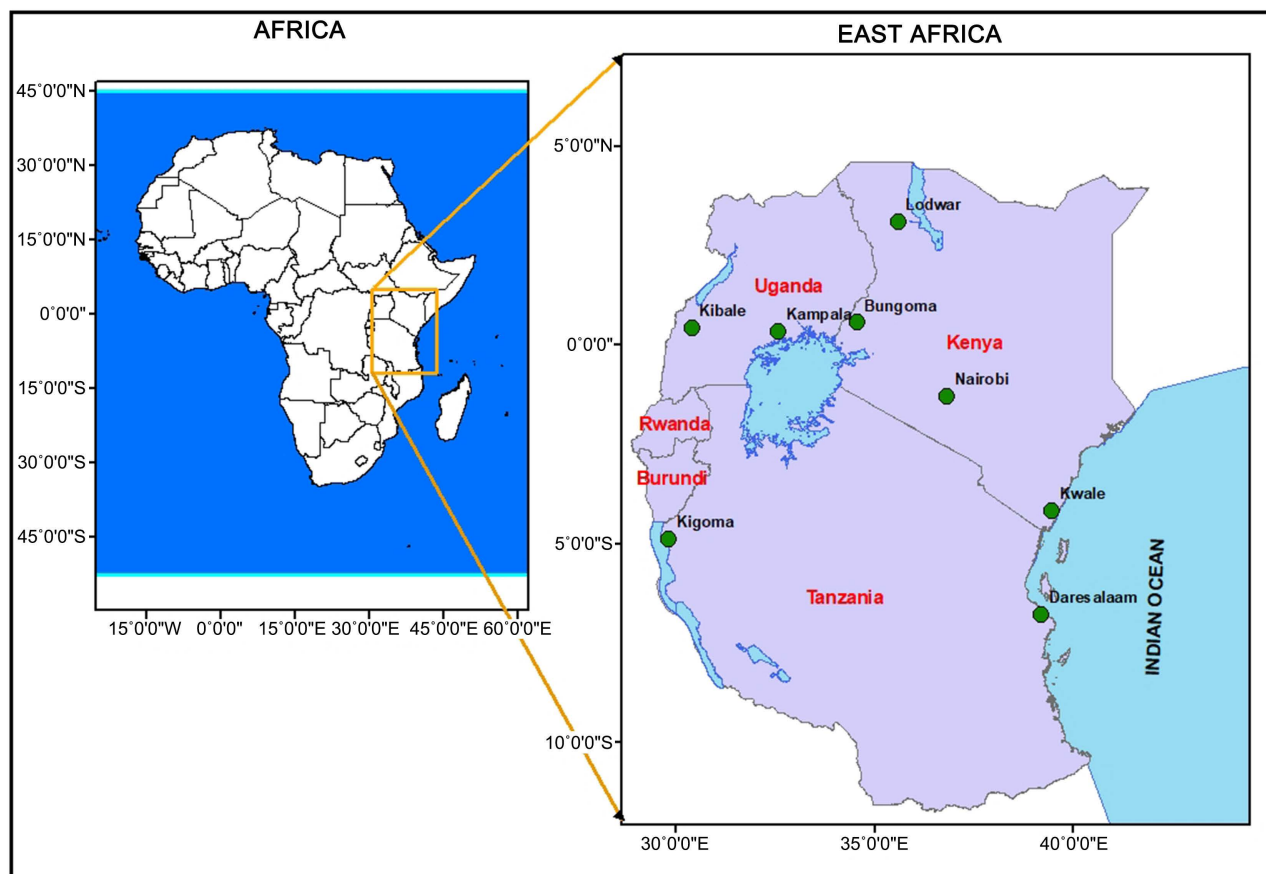 AFRICA
EAST AFRICA
45°0'0"N
30°0'0"N
15°0'0"N
0°0'0"
15°0'0"S
30°0'0"S
45°0'0"S
15°0'0"W 0°0'0" 15°0'0"E 30°0'0"E 45°0'0"E 60°0'0"E
5°0'0"N
0°0'0"
5°0'0"S
10°0'0"S
30°0'0"E 35°0'0"E 40°0'0"E
Lodwar
Uganda
Kibale
Kampala
Bungoma
Kenya
Nairobi
Rwanda
Burundi
Kigoma
Kwale
Tanzania
Daresalaam
INDIAN OCEAN